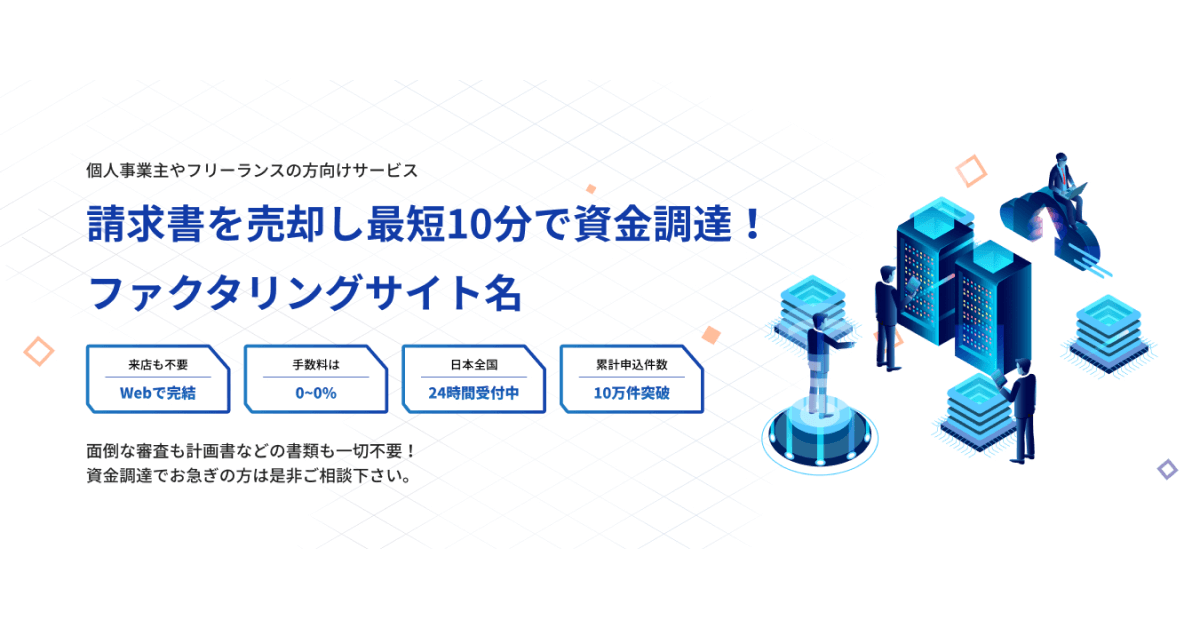 個人事業主やフリーランスの方向けサービス
請求書を売却し最短10分で資金調達！
ファクタリングサイト名
来店も不要
Webで完結
手数料は
0~0%
日本全国
24時間受付中
累計申込件数
10万件突破
面倒な審査も計画書などの書類も一切不要！
資金調達でお急ぎの方は是非ご相談下さい。